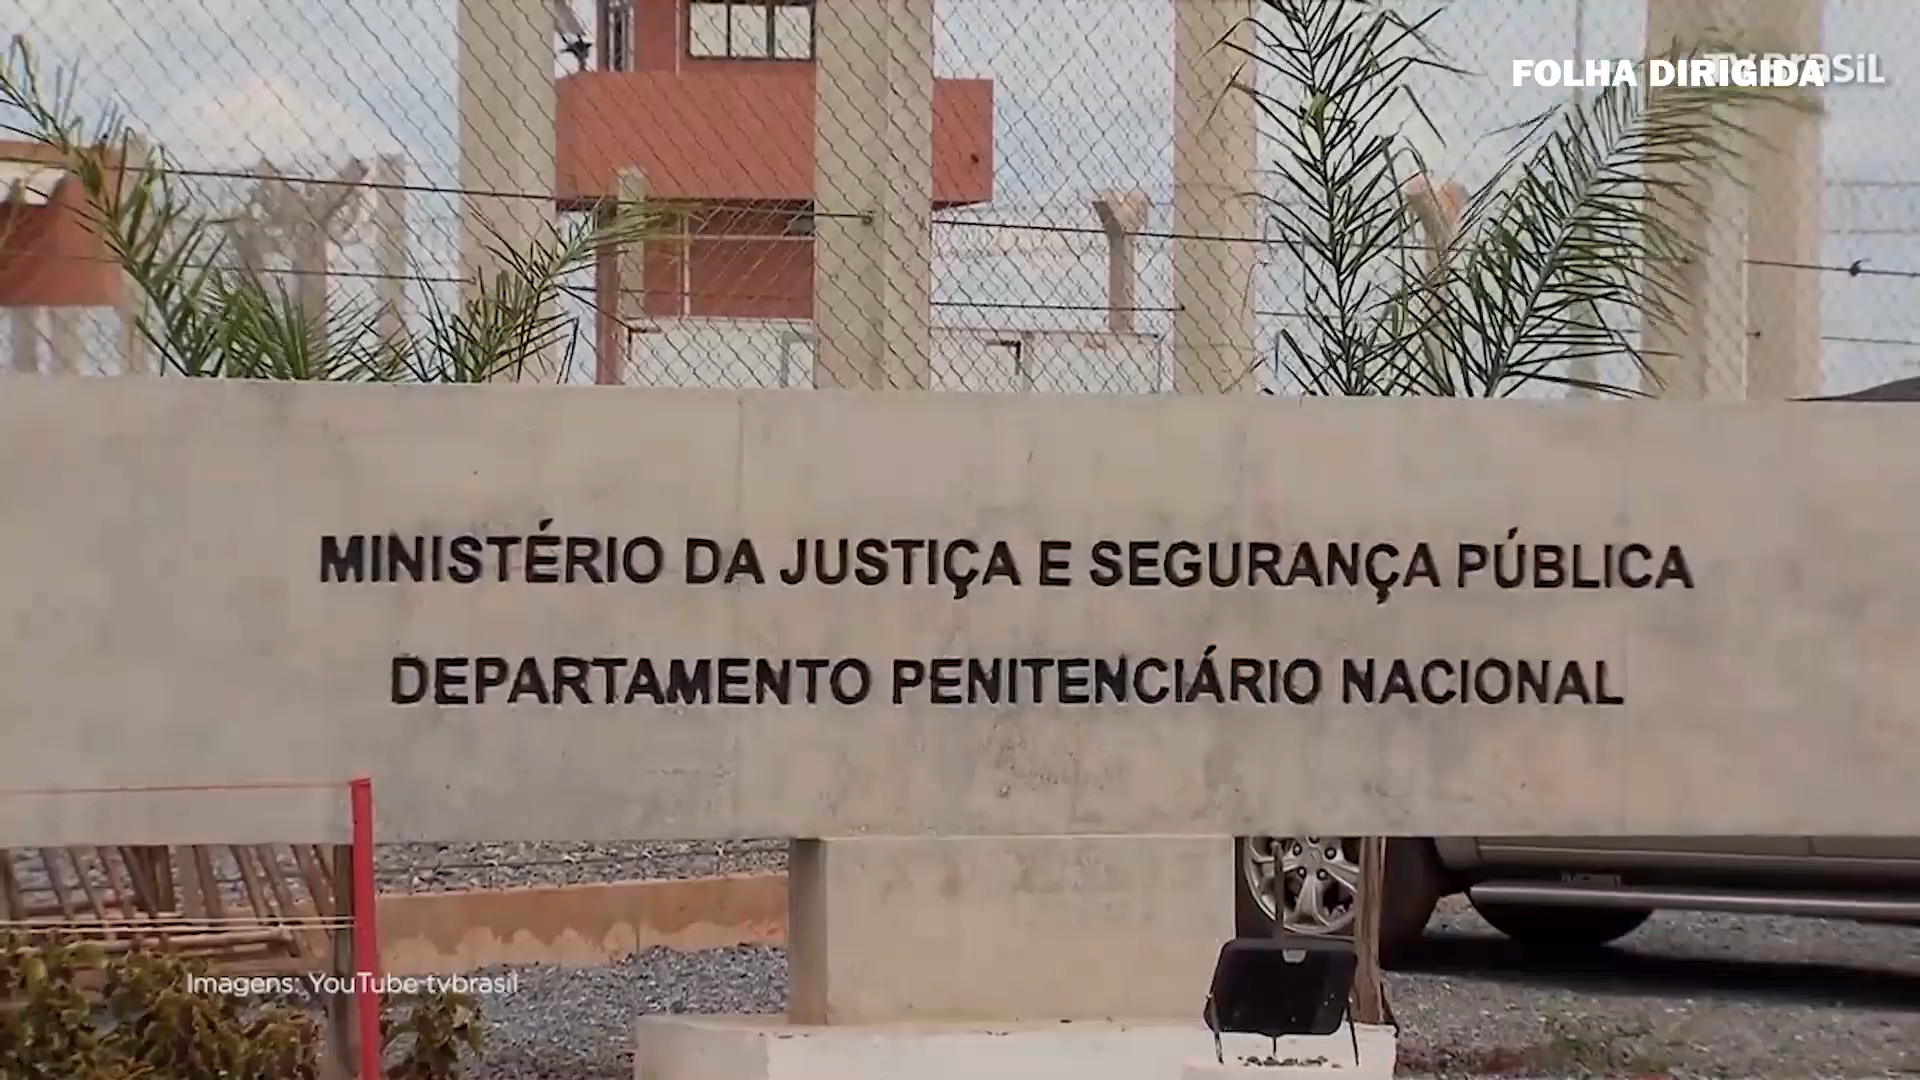 FOLHA DIRIGIDA
MINISTÉRIO DA JUSTIÇA E SEGURANÇA PÚBLICA
DEPARTAMENTO PENITENCIÁRIO NACIONAL
Imagens: YouTube tvbrasil